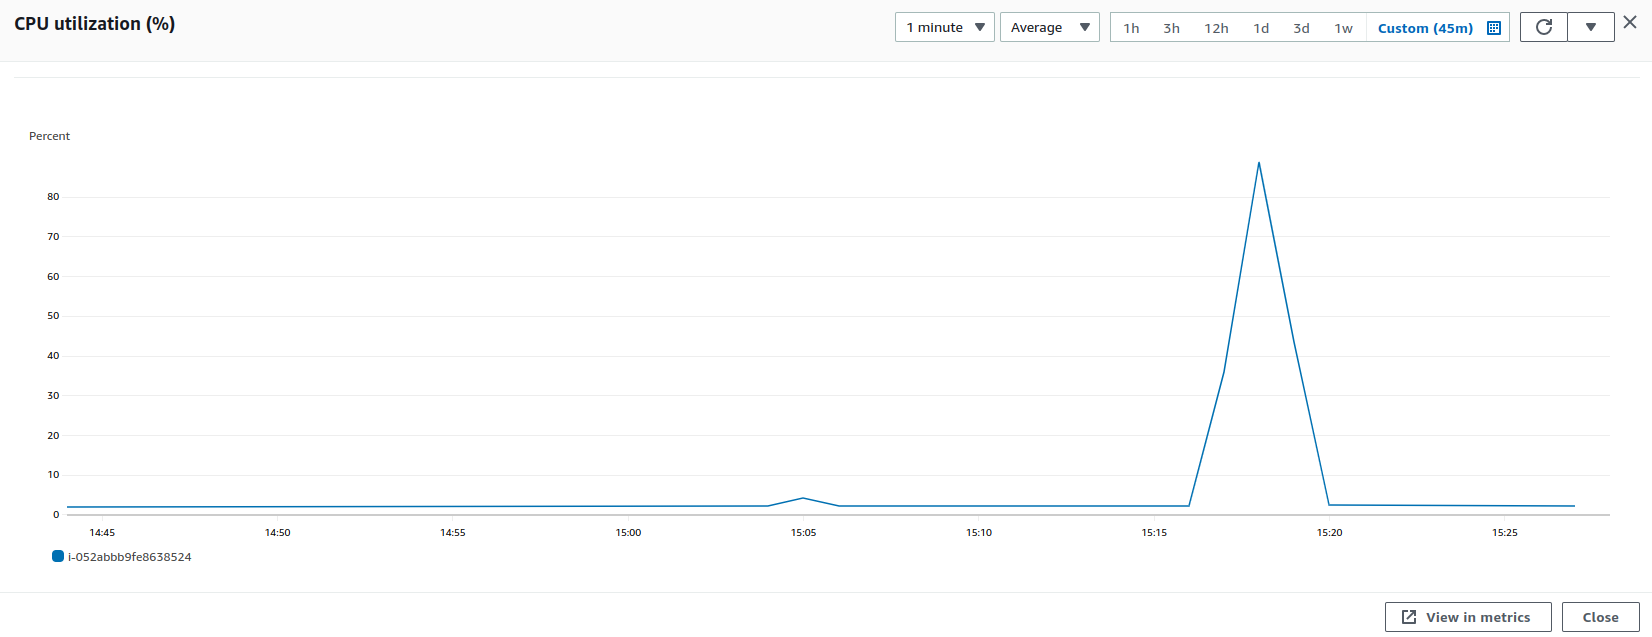 CPU utilization (%)
1 minute
Average
1h 3h 12h 1d 3d 1w Custom (45m)
Percent
80
70
60
50
40
30
20
10
0
14:45 14:50 14:55 15:00 15:05 15:10 15:15 15:20 15:25
i-052abbb9fe8638524
View in metrics
Close